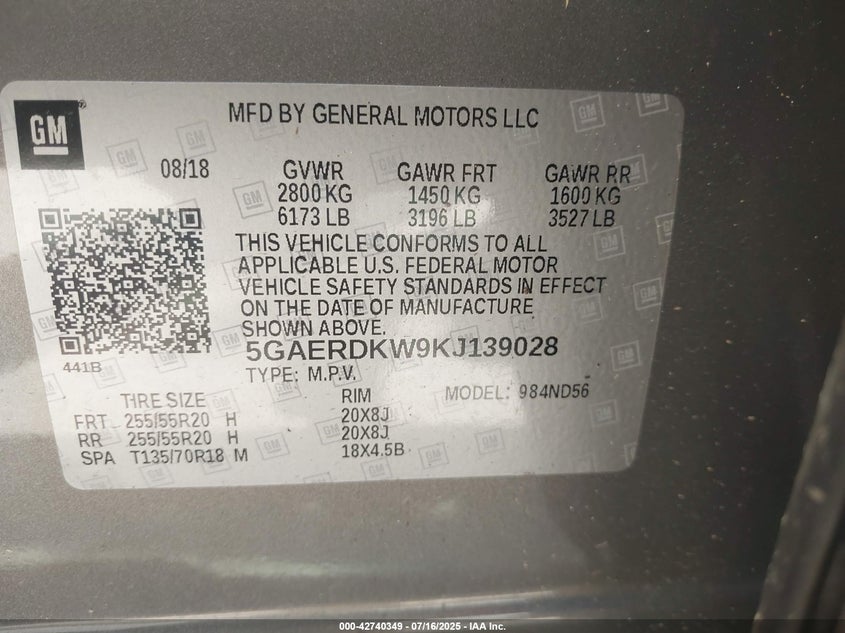 GM
MFD BY GENERAL MOTORS LLC
08/18 GVWR GAWR FRT GAWR RR
2800 KG 1450 KG 1600 KG
6173 LB 3196 LB 3527 LB
THIS VEHICLE CONFORMS TO ALL
APPLICABLE U.S. FEDERAL MOTOR
VEHICLE SAFETY STANDARDS IN EFFECT
ON THE DATE OF MANUFACTURE
SHOWN ABOVE.
5GAERDKW9KJ139028
441B
TYPE: M.P.V. MODEL: 984ND56
TIRE SIZE RIM
FRT 255/55R20 H 20X8J
RR 255/55R20 H 20X8J
SPA T135/70R18 M 18X4.5B
000-42740349 - 07/16/2025 - IAA Inc.